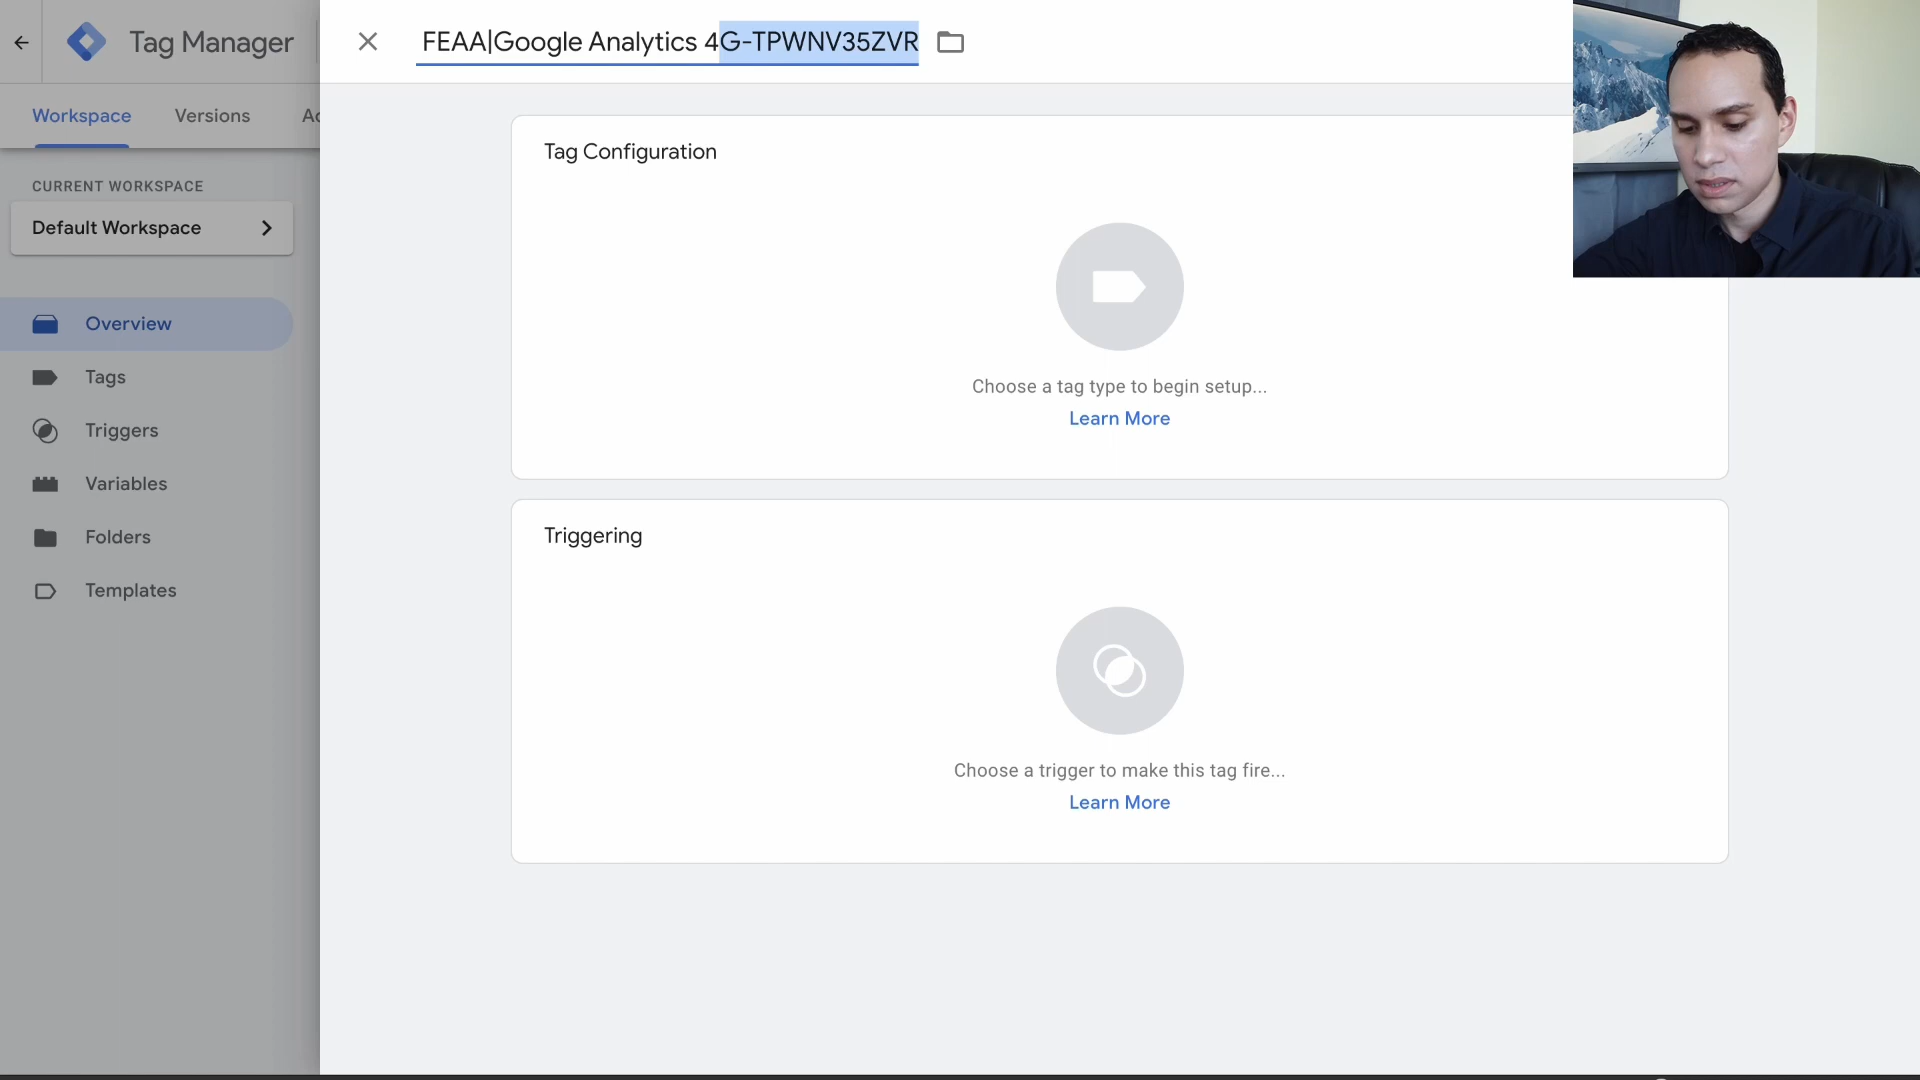 Tag Manager
FEAA|Google Analytics 4G-TPWNV35ZVR
Workspace
Versions
CURRENT WORKSPACE
Default Workspace
Overview
Tags
Triggers
Variables
Folders
Templates
Tag Configuration
Choose a tag type to begin setup...
Learn More
Triggering
Choose a trigger to make this tag fire...
Learn More